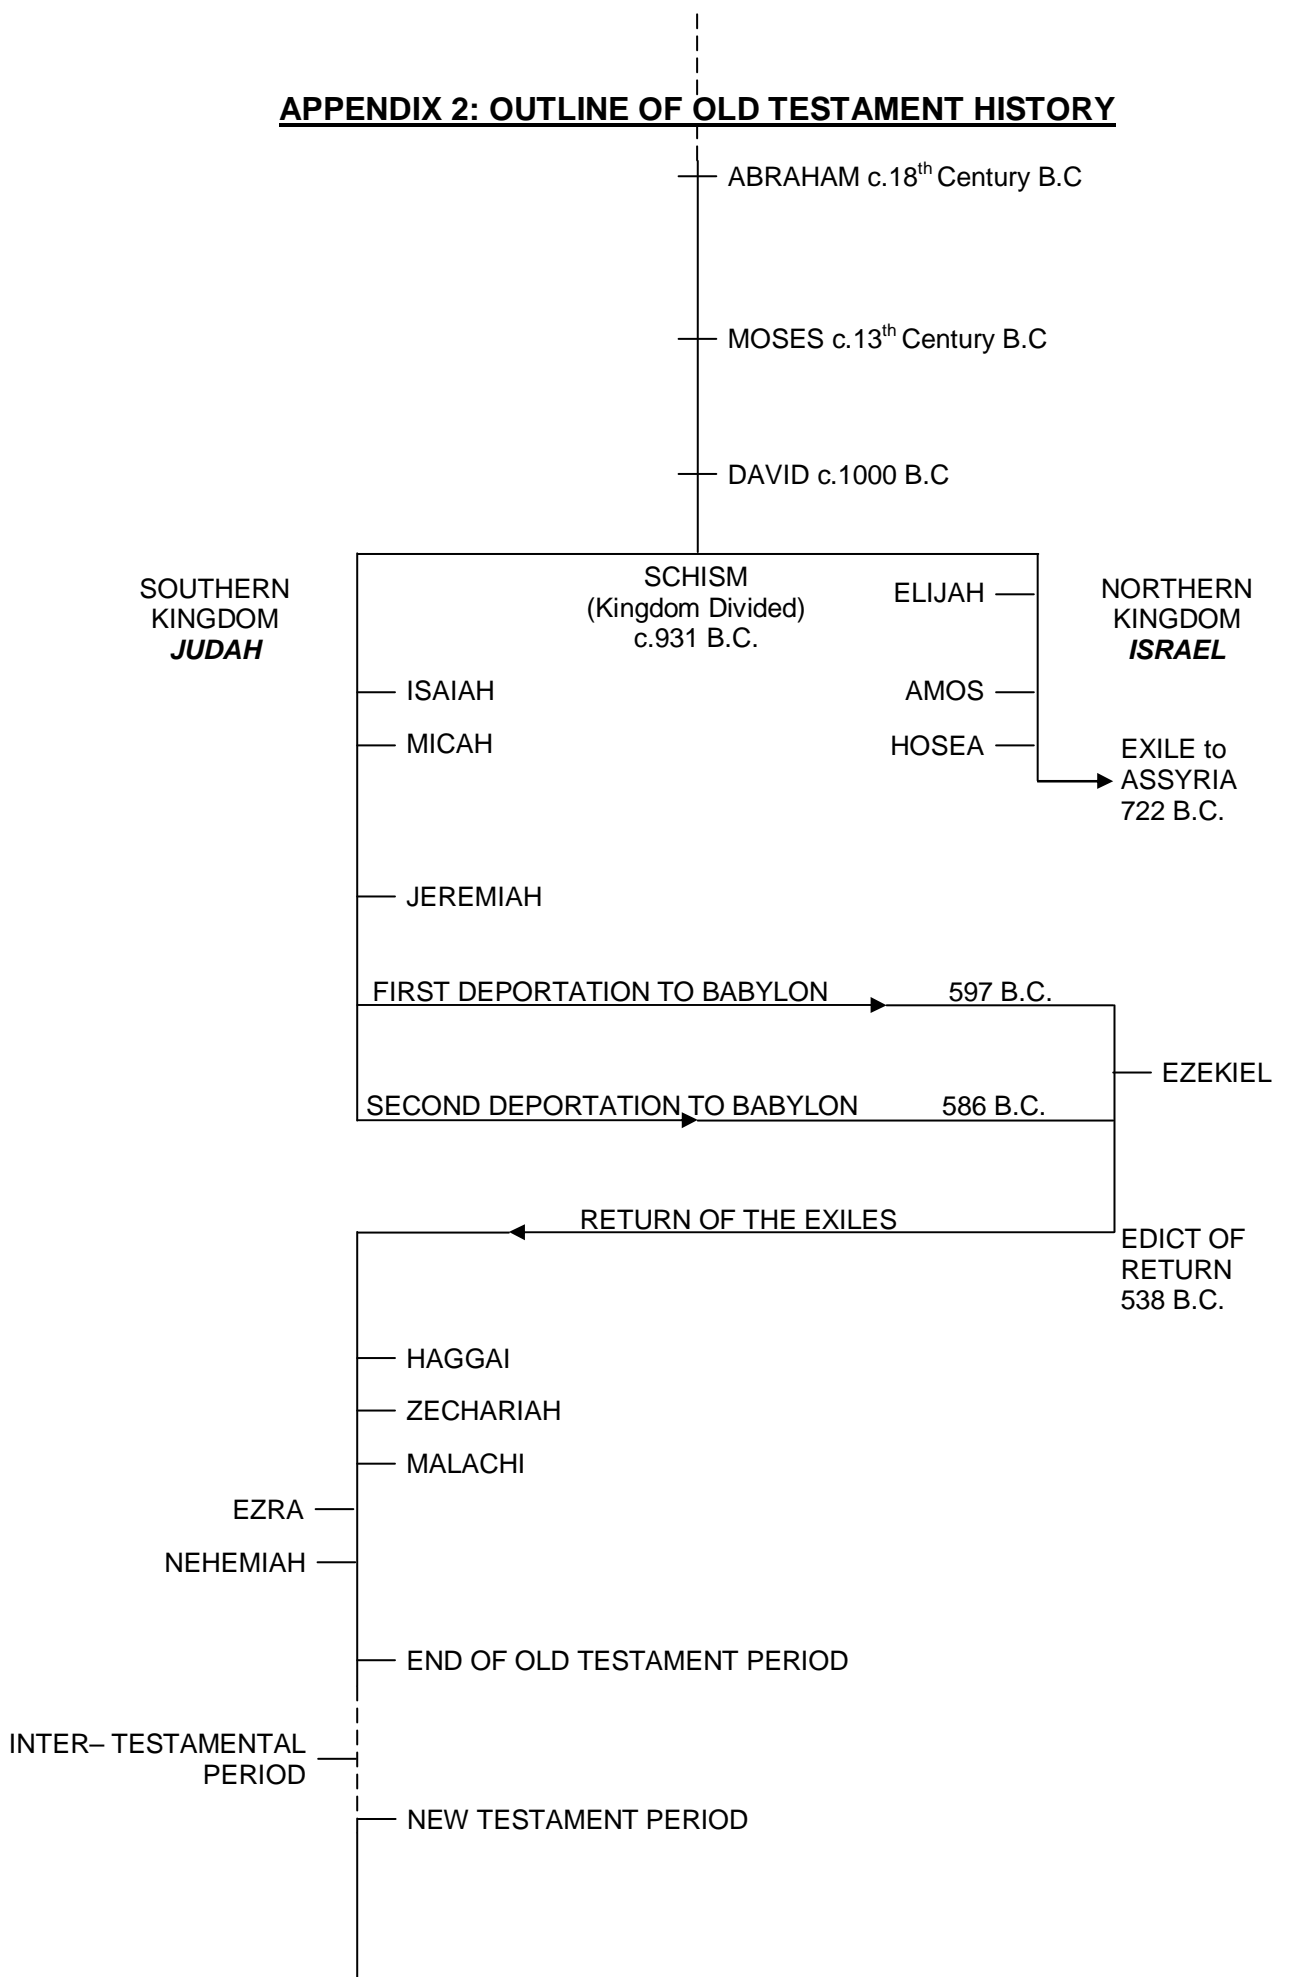 APPENDIX 2: OUTLINE OF OLD TESTAMENT HISTORY
ABRAHAM c.18th Century B.C
MOSES c.13th Century B.C
DAVID c.1000 B.C
SOUTHERN
KINGDOM
JUDAH
SCHISM
(Kingdom Divided)
c.931 B.C.
ELIJAH
NORTHERN
KINGDOM
ISRAEL
ISAIAH
AMOS
MICAH
HOSEA
EXILE to
ASSYRIA
722 B.C.
JEREMIAH
FIRST DEPORTATION TO BABYLON 597 B.C.
EZEKIEL
SECOND DEPORTATION TO BABYLON 586 B.C.
RETURN OF THE EXILES
EDICT OF
RETURN
538 B.C.
HAGGAI
ZECHARIAH
MALACHI
EZRA
NEHEMIAH
END OF OLD TESTAMENT PERIOD
INTER– TESTAMENTAL
PERIOD
NEW TESTAMENT PERIOD